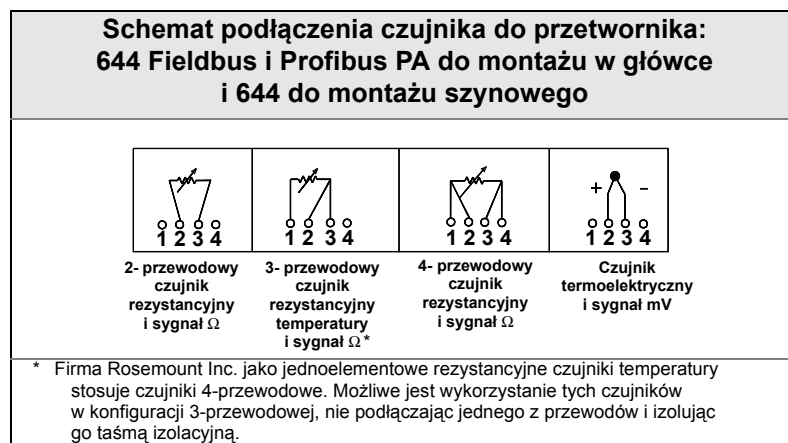 Schemat podłączenia czujnika do przetwornika:
644 Fieldbus i Profibus PA do montażu w główce
i 644 do montażu szynowego
+ -
1 2 3 4 1 2 3 4 1 2 3 4 1 2 3 4
2- przewodowy
czujnik
rezystancyjny
i sygnał Ω
3- przewodowy
czujnik
rezystancyjny
temperatury
i sygnał Ω*
4- przewodowy
czujnik
rezystancyjny
i sygnał Ω
Czujnik
termoelektryczny
i sygnał mV
* Firma Rosemount Inc. jako jednoelementowe rezystancyjne czujniki temperatury
stosuje czujniki 4-przewodowe. Możliwe jest wykorzystanie tych czujników
w konfiguracji 3-przewodowej, nie podłączając jednego z przewodów i izolując
go taśmą izolacyjną.